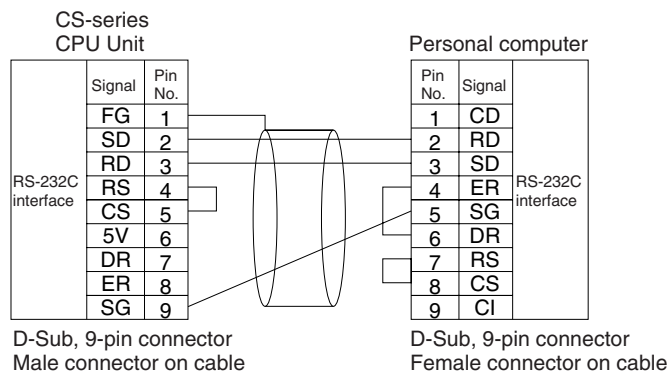 CS-series
CPU Unit
Personal computer
RS-232C
interface
Signal Pin
No.
FG 1
SD 2
RD 3
RS 4
CS 5
5V 6
DR 7
ER 8
SG 9
Pin
No. Signal
1 CD
2 RD
3 SD
4 ER
5 SG
6 DR
7 RS
8 CS
9 CI
RS-232C
interface
D-Sub, 9-pin connector
Male connector on cable
D-Sub, 9-pin connector
Female connector on cable